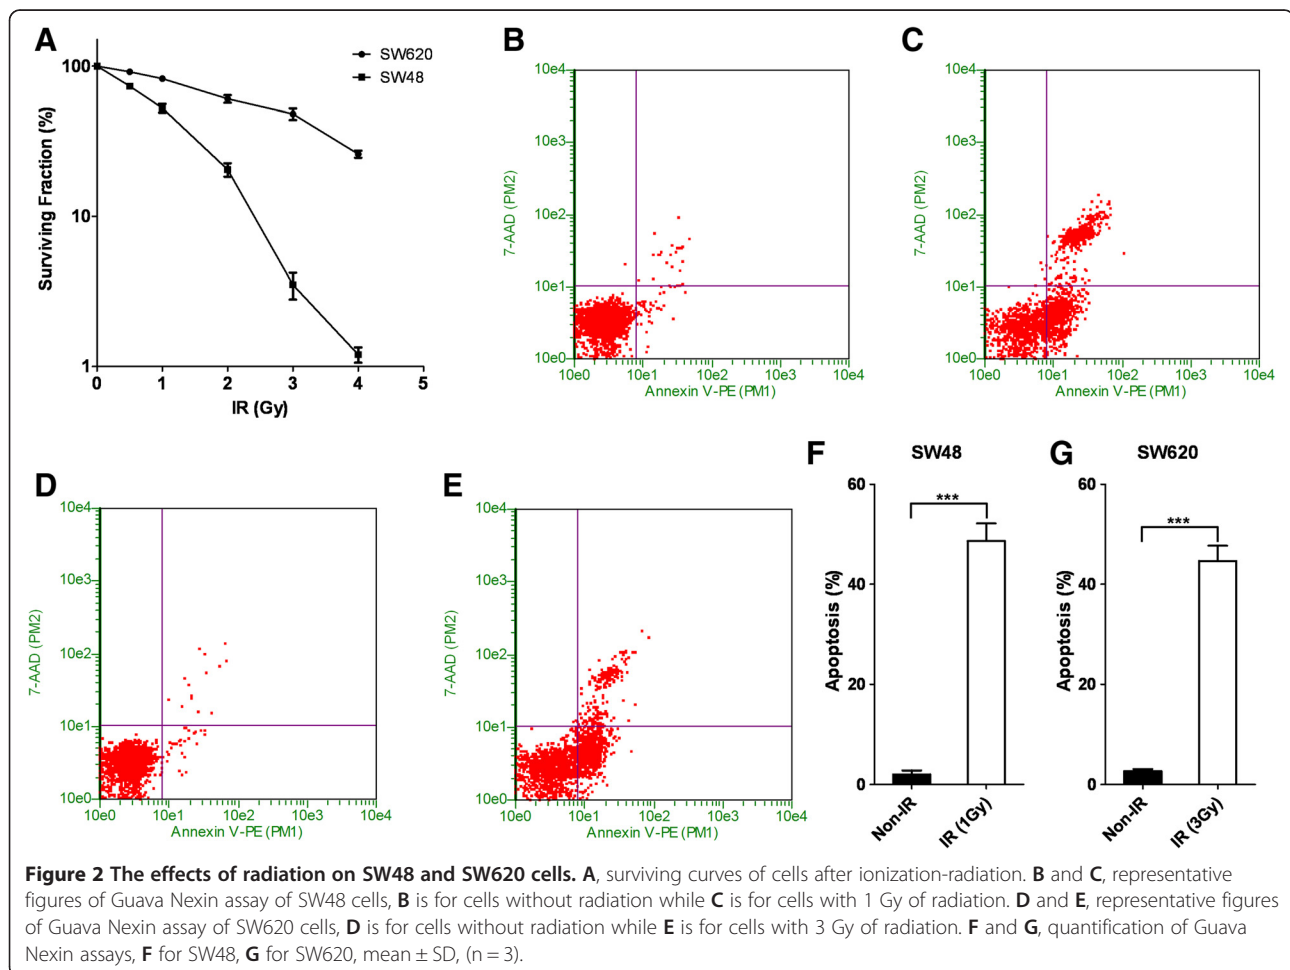 A
SW620
SW48
100
10
1
Surviving Fraction (%)
0 1 2 3 4 5
IR (Gy)
B
10e4
10e3
10e2
10e1
10e0
7-AAD (PM2)
10e0 10e1 10e2 10e3 10e4
Annexin V-PE (PM1)
C
10e4
10e3
10e2
10e1
10e0
7-AAD (PM2)
10e0 10e1 10e2 10e3 10e4
Annexin V-PE (PM1)
D
10e4
10e3
10e2
10e1
10e0
7-AAD (PM2)
10e0 10e1 10e2 10e3 10e4
Annexin V-PE (PM1)
E
10e4
10e3
10e2
10e1
10e0
7-AAD (PM2)
10e0 10e1 10e2 10e3 10e4
Annexin V-PE (PM1)
F
SW48
60
40
20
0
Apoptosis (%)
***
Non-IR
IR (1Gy)
G
SW620
60
40
20
0
Apoptosis (%)
***
Non-IR
IR (3Gy)
Figure 2 The effects of radiation on SW48 and SW620 cells. A, surviving curves of cells after ionization-radiation. B and C, representative
figures of Guava Nexin assay of SW48 cells, B is for cells without radiation while C is for cells with 1 Gy of radiation. D and E, representative figures
of Guava Nexin assay of SW620 cells, D is for cells without radiation while E is for cells with 3 Gy of radiation. F and G, quantification of Guava
Nexin assays, F for SW48, G for SW620, mean ± SD, (n = 3).